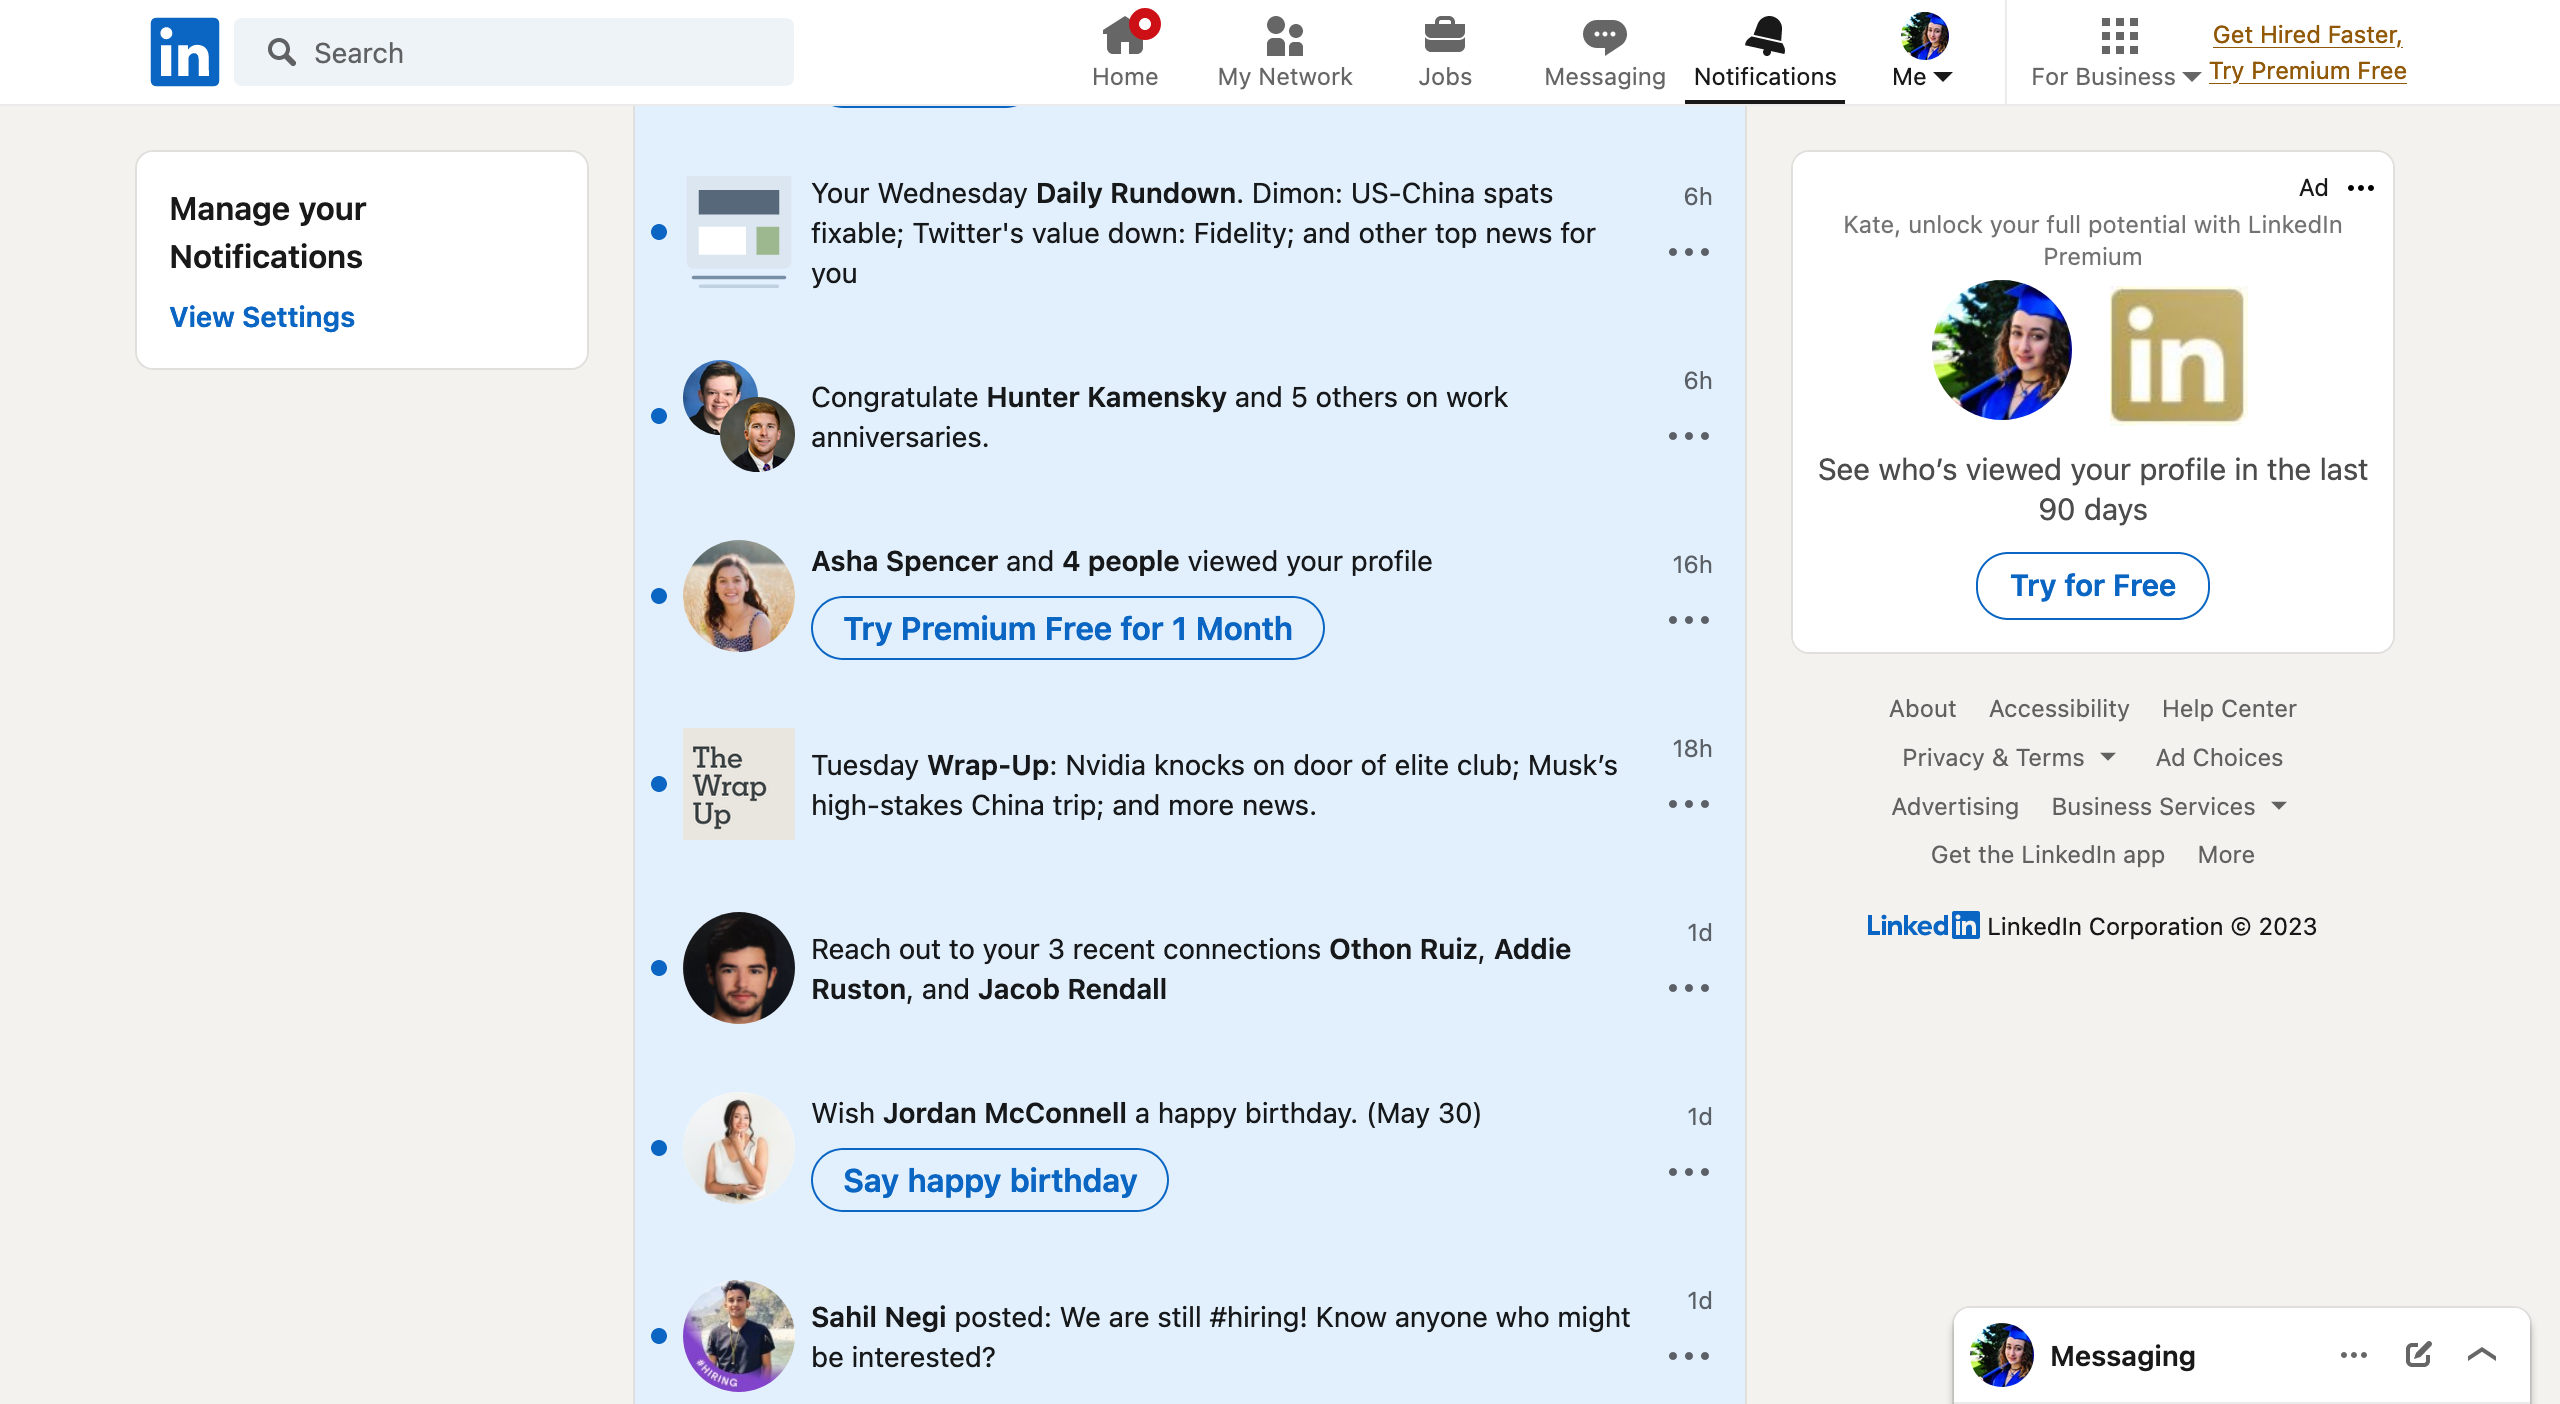 in
Search
Home
My Network
Jobs
Messaging
Notifications
Me
For Business
Get Hired Faster,
Try Premium Free
Manage your
Notifications
View Settings
Your Wednesday Daily Rundown. Dimon: US-China spats
fixable; Twitter's value down: Fidelity; and other top news for
you
6h
Congratulate Hunter Kamensky and 5 others on work
anniversaries.
6h
Asha Spencer and 4 people viewed your profile
16h
Try Premium Free for 1 Month
The
Wrap
Up
Tuesday Wrap-Up: Nvidia knocks on door of elite club; Musk’s
high-stakes China trip; and more news.
18h
Reach out to your 3 recent connections Othon Ruiz, Addie
Ruston, and Jacob Rendall
1d
Wish Jordan McConnell a happy birthday. (May 30)
1d
Say happy birthday
#HIRING
Sahil Negi posted: We are still #hiring! Know anyone who might
be interested?
1d
Ad
Kate, unlock your full potential with LinkedIn
Premium
in
See who’s viewed your profile in the last
90 days
Try for Free
About Accessibility Help Center
Privacy & Terms Ad Choices
Advertising Business Services
Get the LinkedIn app More
LinkedIn LinkedIn Corporation © 2023
Messaging